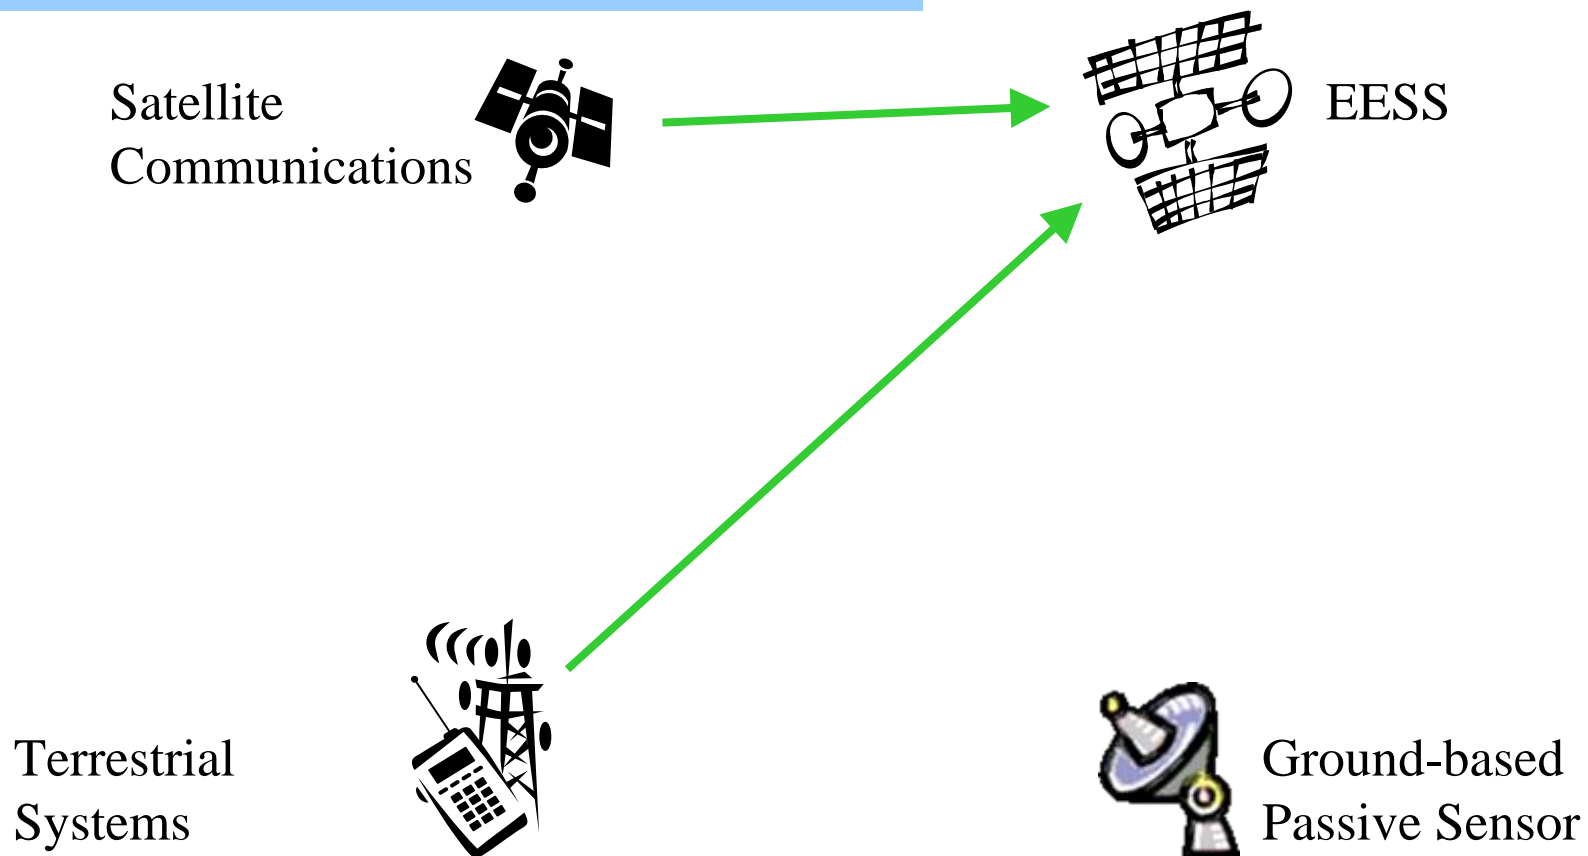 Satellite
Communications
EESS
Terrestrial
Systems
Ground-based
Passive Sensor